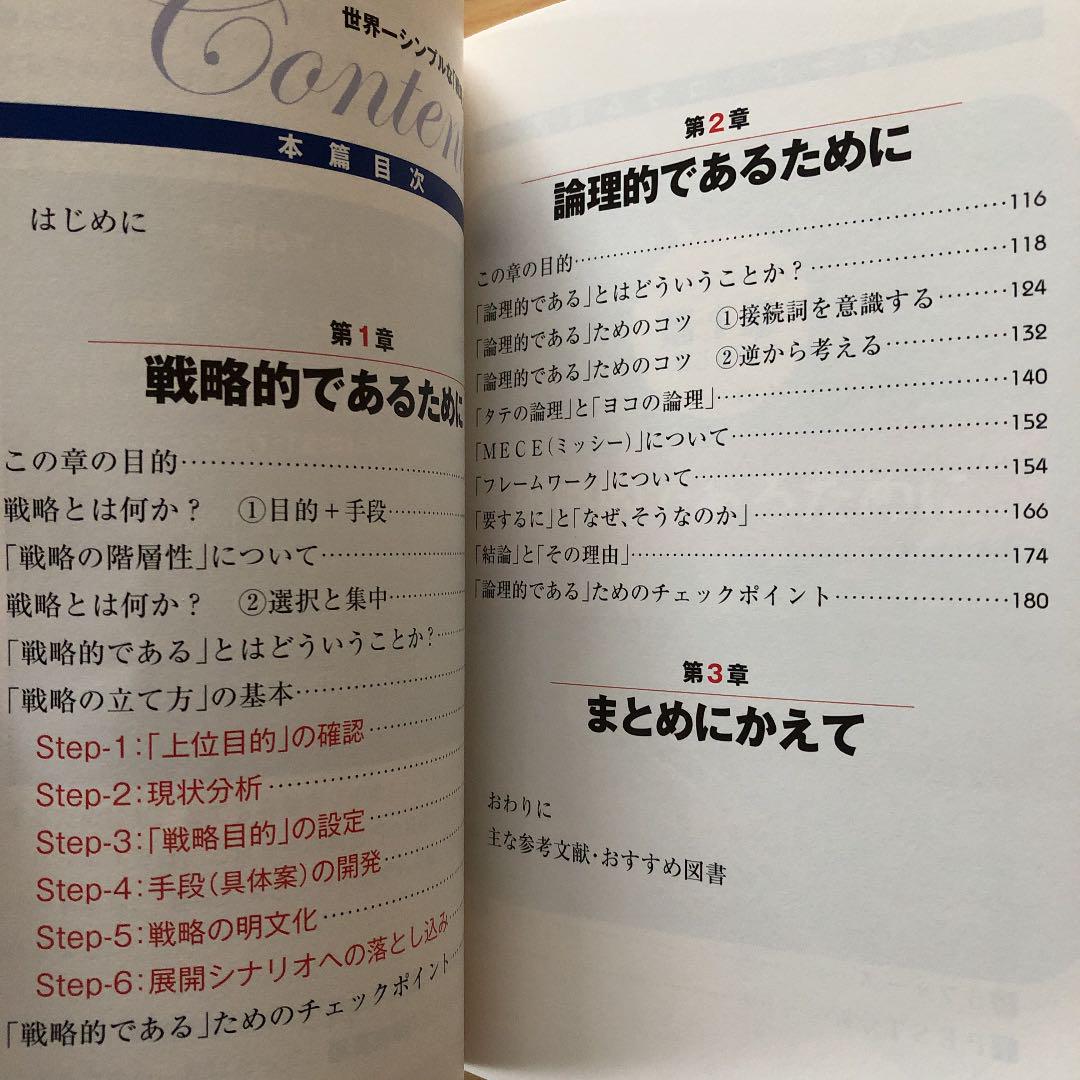 世界一シンプルな「戦
Conten
本篇目次
はじめに
第1章
戦略的であるために
この章の目的
戦略とは何か？ ①目的＋手段
「戦略の階層性」について
戦略とは何か？ ②選択と集中
「戦略的である」とはどういうことか？
「戦略の立て方」の基本
Step-1：「上位目的」の確認
Step-2：現状分析
Step-3：「戦略目的」の設定
Step-4：手段（具体案）の開発
Step-5：戦略の明文化
Step-6：展開シナリオへの落とし込み
「戦略的である」ためのチェックポイント
第2章
論理的であるために
この章の目的 116
「論理的である」とはどういうことか？ 118
「論理的である」ためのコツ ①接続詞を意識する 124
「論理的である」ためのコツ ②逆から考える 132
「タテの論理」と「ヨコの論理」 140
「MECE（ミッシー）」について 152
「フレームワーク」について 154
「要するに」と「なぜ、そうなのか」 166
「結論」と「その理由」 174
「論理的である」ためのチェックポイント 180
第3章
まとめにかえて
おわりに
主な参考文献・おすすめ図書